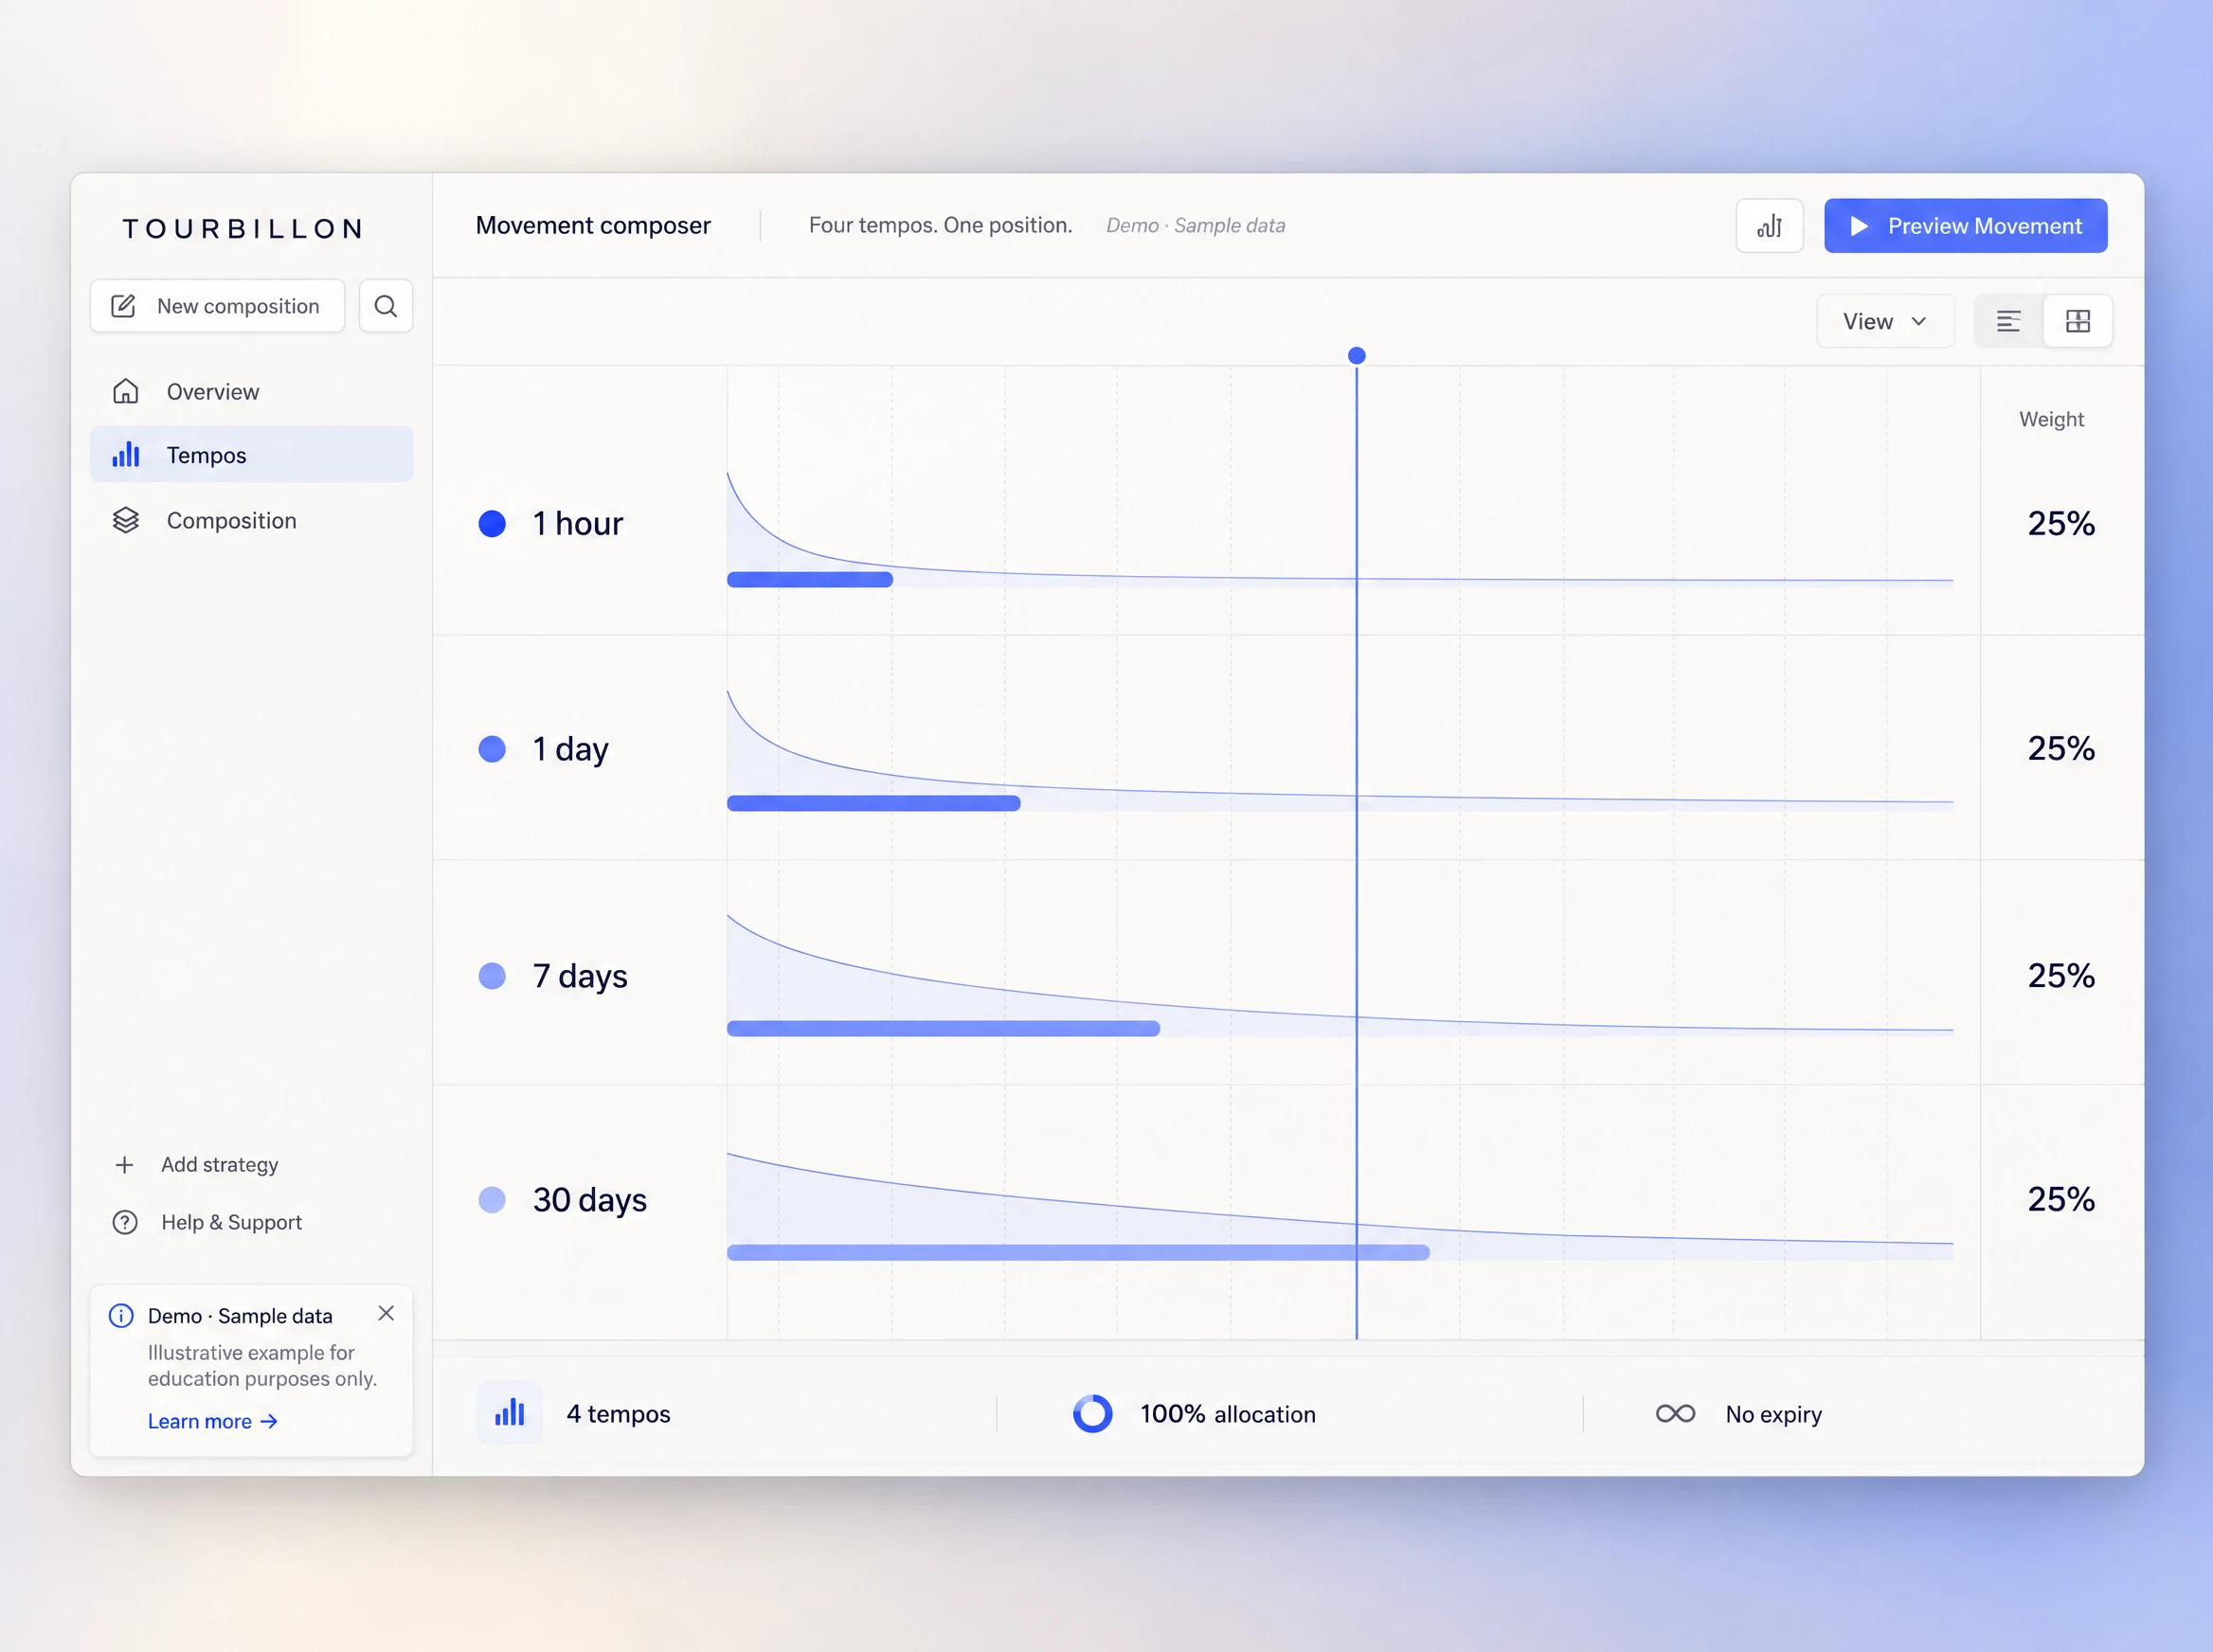 TOURBILLON
New composition
Overview
Tempos
Composition
Add strategy
Help & Support
Demo · Sample data
Illustrative example for
education purposes only.
Learn more →
Movement composer
Four tempos. One position.
Demo · Sample data
Preview Movement
View
Weight
1 hour
25%
1 day
25%
7 days
25%
30 days
25%
4 tempos
100% allocation
No expiry